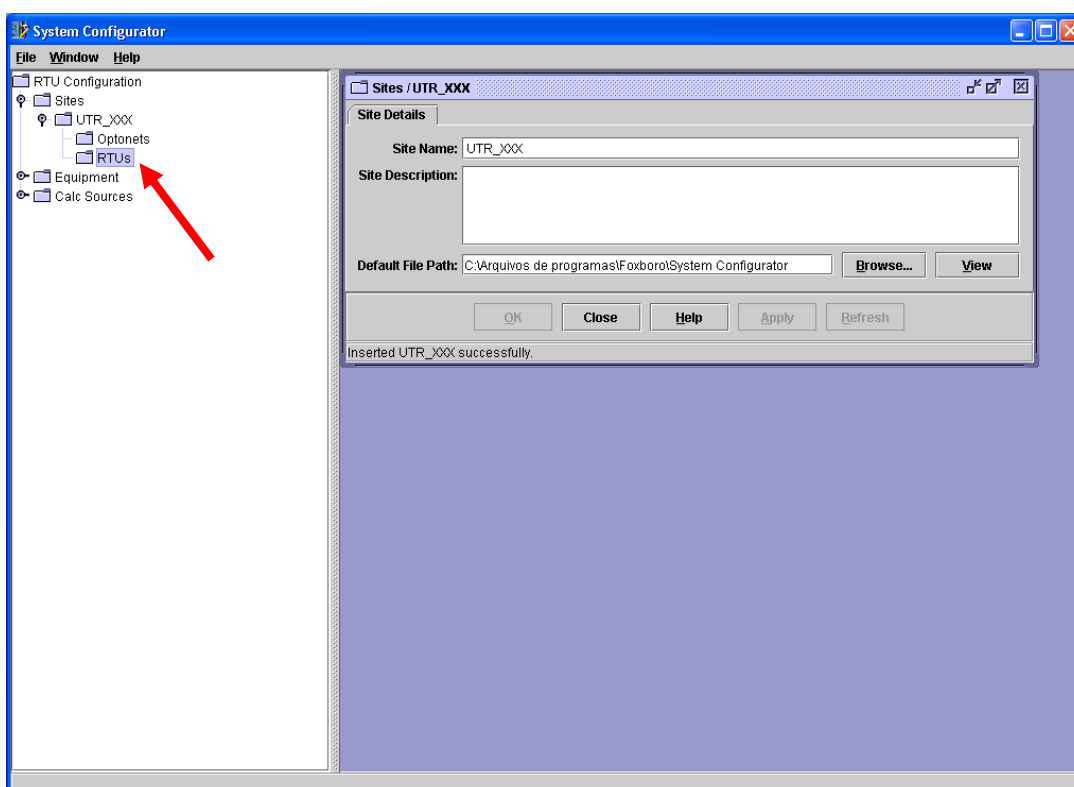 System Configurator
File Window Help
RTU Configuration
Sites
UTR_XXX
Optonets
RTUs
Equipment
Calc Sources
Sites / UTR_XXX
Site Details
Site Name: UTR_XXX
Site Description:
Default File Path: C:\Arquivos de programas\Foxboro\System Configurator Browse... View
OK Close Help Apply Refresh
Inserted UTR_XXX successfully.